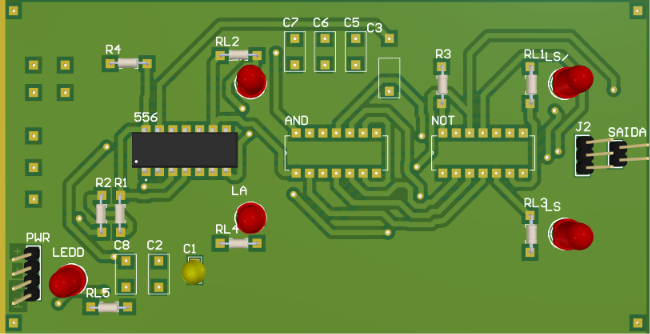 C7 C6 C5 C3
R4 RL2 R3 RL1 LS/
556 AND NOT
J2 SAIDA
R2 R1 LA
RL3 LS
PWR LEDD RL4
C8 C2 C1
RL5